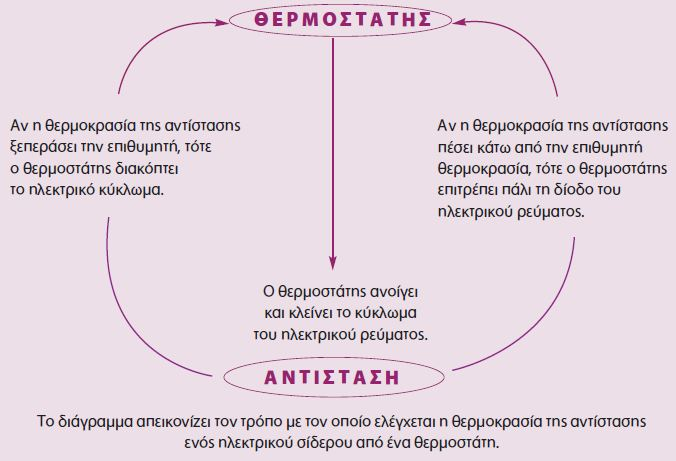 ΘΕΡΜΟΣΤΑΤΗΣ
Αν η θερμοκρασία της αντίστασης
ξεπεράσει την επιθυμητή, τότε
ο θερμοστάτης διακόπτει
το ηλεκτρικό κύκλωμα.
Αν η θερμοκρασία της αντίστασης
πέσει κάτω από την επιθυμητή
θερμοκρασία, τότε ο θερμοστάτης
επιτρέπει πάλι τη δίοδο του
ηλεκτρικού ρεύματος.
Ο θερμοστάτης ανοίγει
και κλείνει το κύκλωμα
του ηλεκτρικού ρεύματος.
ΑΝΤΙΣΤΑΣΗ
Το διάγραμμα απεικονίζει τον τρόπο με τον οποίο ελέγχεται η θερμοκρασία της αντίστασης
ενός ηλεκτρικού σίδερου από ένα θερμοστάτη.